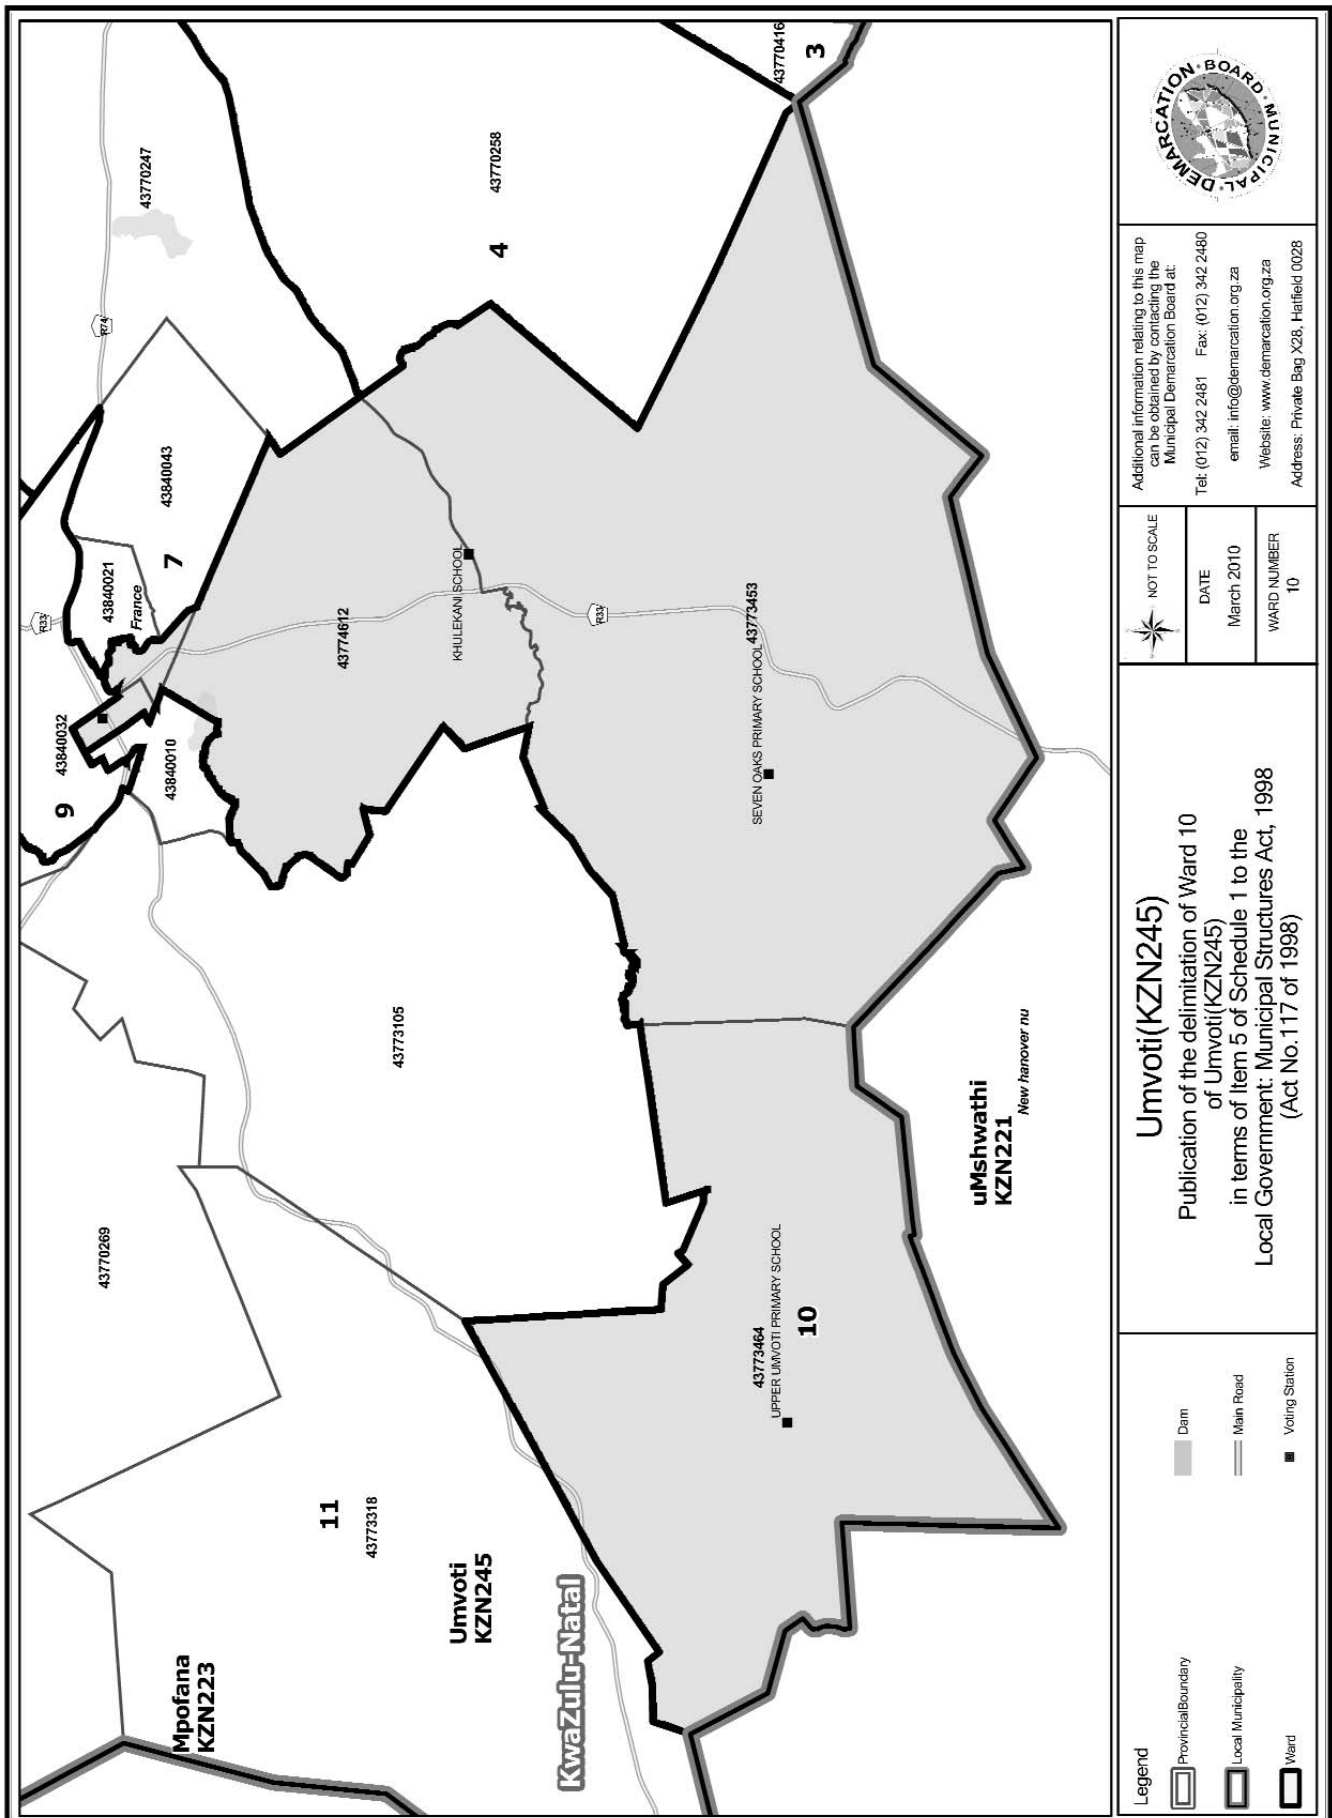 Mpofana
KZN223
43770269
9
43840032
R33
43840021
France
43840010
7
43840043
R74
43770247
11
43773318
43773105
43774612
KHULEKANI SCHOOL
4
43770258
Umvoti
KZN245
KwaZulu-Natal
R33
43773464
UPPER UMVOTI PRIMARY SCHOOL
10
43773453
SEVEN OAKS PRIMARY SCHOOL
43770416
3
uMshwathi
KZN221
New hanover nu
Legend
ProvincialBoundary
Local Municipality
Ward
Dam
Main Road
Voting Station
Umvoti(KZN245)
Publication of the delimitation of Ward 10
of Umvoti(KZN245)
in terms of Item 5 of Schedule 1 to the
Local Government: Municipal Structures Act, 1998
(Act No.117 of 1998)
NOT TO SCALE
DATE
March 2010
WARD NUMBER
10
Additional information relating to this map
can be obtained by contacting the
Municipal Demarcation Board at:
Tel: (012) 342 2481 Fax: (012) 342 2480
email: info@demarcation.org.za
Website: www.demarcation.org.za
Address: Private Bag X28, Hatfield 0028
MUNICIPAL DEMARCATION BOARD